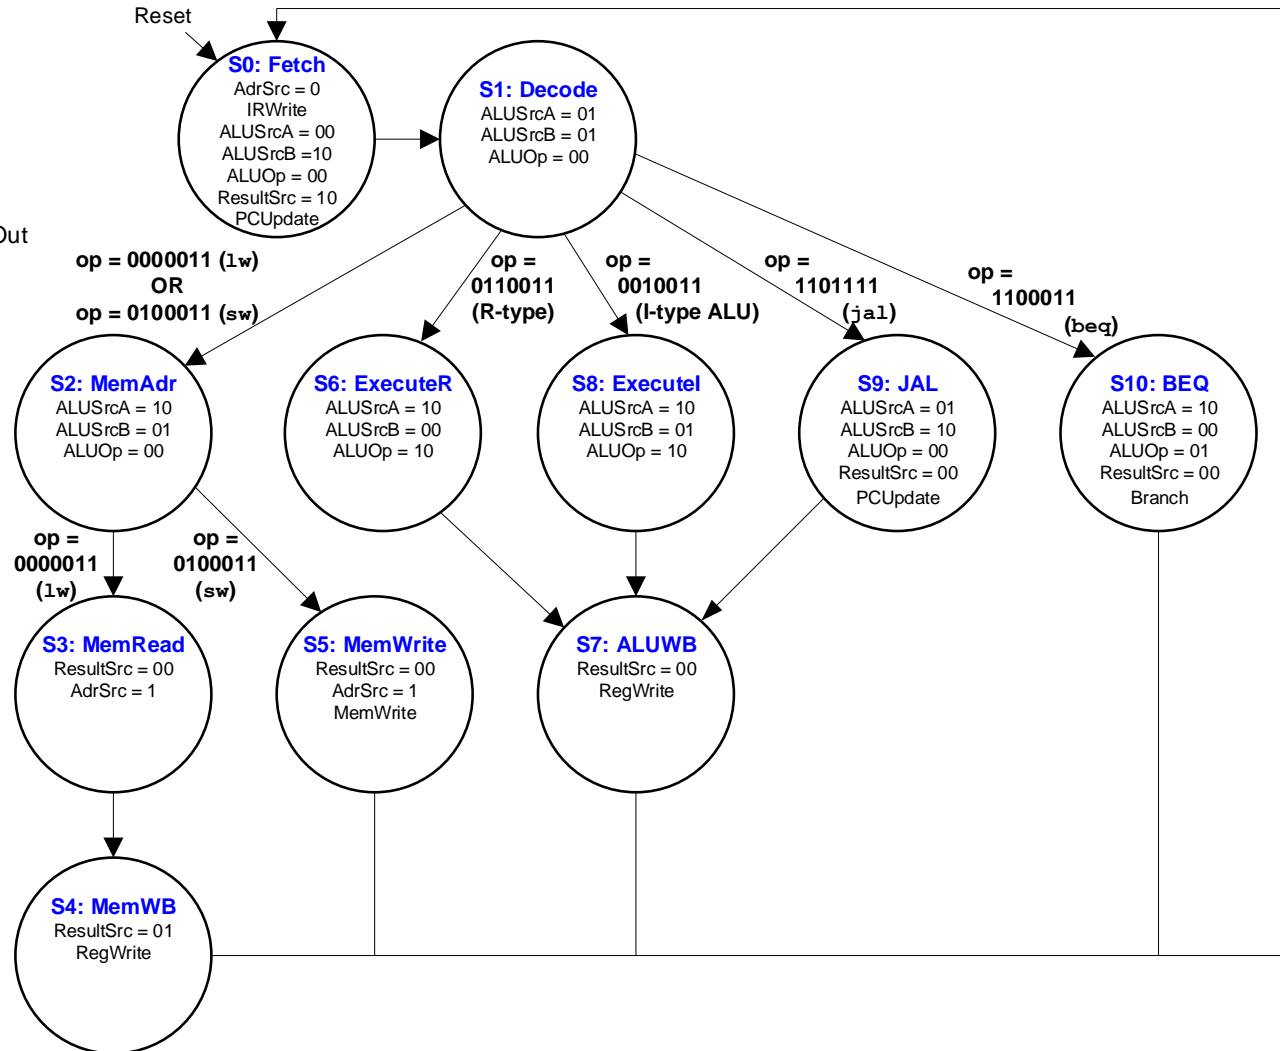 Reset
S0: Fetch
AdrSrc = 0
IRWrite
ALUSrcA = 00
ALUSrcB =10
ALUOp = 00
ResultSrc = 10
PCUpdate
S1: Decode
ALUSrcA = 01
ALUSrcB = 01
ALUOp = 00
Out
op = 0000011 (lw)
OR
op = 0100011 (sw)
op =
0110011
(R-type)
op =
0010011
(I-type ALU)
op =
1101111
(jal)
op =
1100011
(beq)
S2: MemAdr
ALUSrcA = 10
ALUSrcB = 01
ALUOp = 00
S6: ExecuteR
ALUSrcA = 10
ALUSrcB = 00
ALUOp = 10
S8: ExecuteI
ALUSrcA = 10
ALUSrcB = 01
ALUOp = 10
S9: JAL
ALUSrcA = 01
ALUSrcB = 10
ALUOp = 00
ResultSrc = 00
PCUpdate
S10: BEQ
ALUSrcA = 10
ALUSrcB = 00
ALUOp = 01
ResultSrc = 00
Branch
op =
0000011
(lw)
op =
0100011
(sw)
S3: MemRead
ResultSrc = 00
AdrSrc = 1
S5: MemWrite
ResultSrc = 00
AdrSrc = 1
MemWrite
S7: ALUWB
ResultSrc = 00
RegWrite
S4: MemWB
ResultSrc = 01
RegWrite